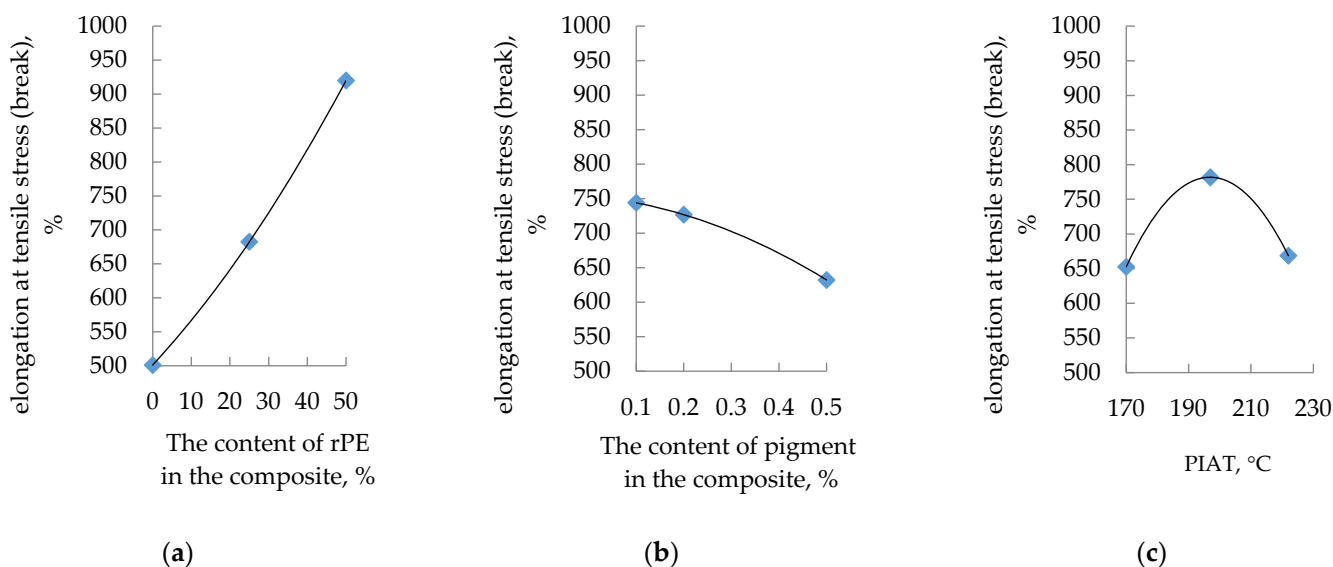 elongation at tensile stress (break),
%
1000
950
900
850
800
750
700
650
600
550
500
0 10 20 30 40 50
The content of rPE
in the composite, %
(a)
elongation at tensile stress (break),
%
1000
950
900
850
800
750
700
650
600
550
500
0.1 0.2 0.3 0.4 0.5
The content of pigment
in the composite, %
(b)
elongation at tensile stress (break),
%
1000
950
900
850
800
750
700
650
600
550
500
170 190 210 230
PIAT, °C
(c)